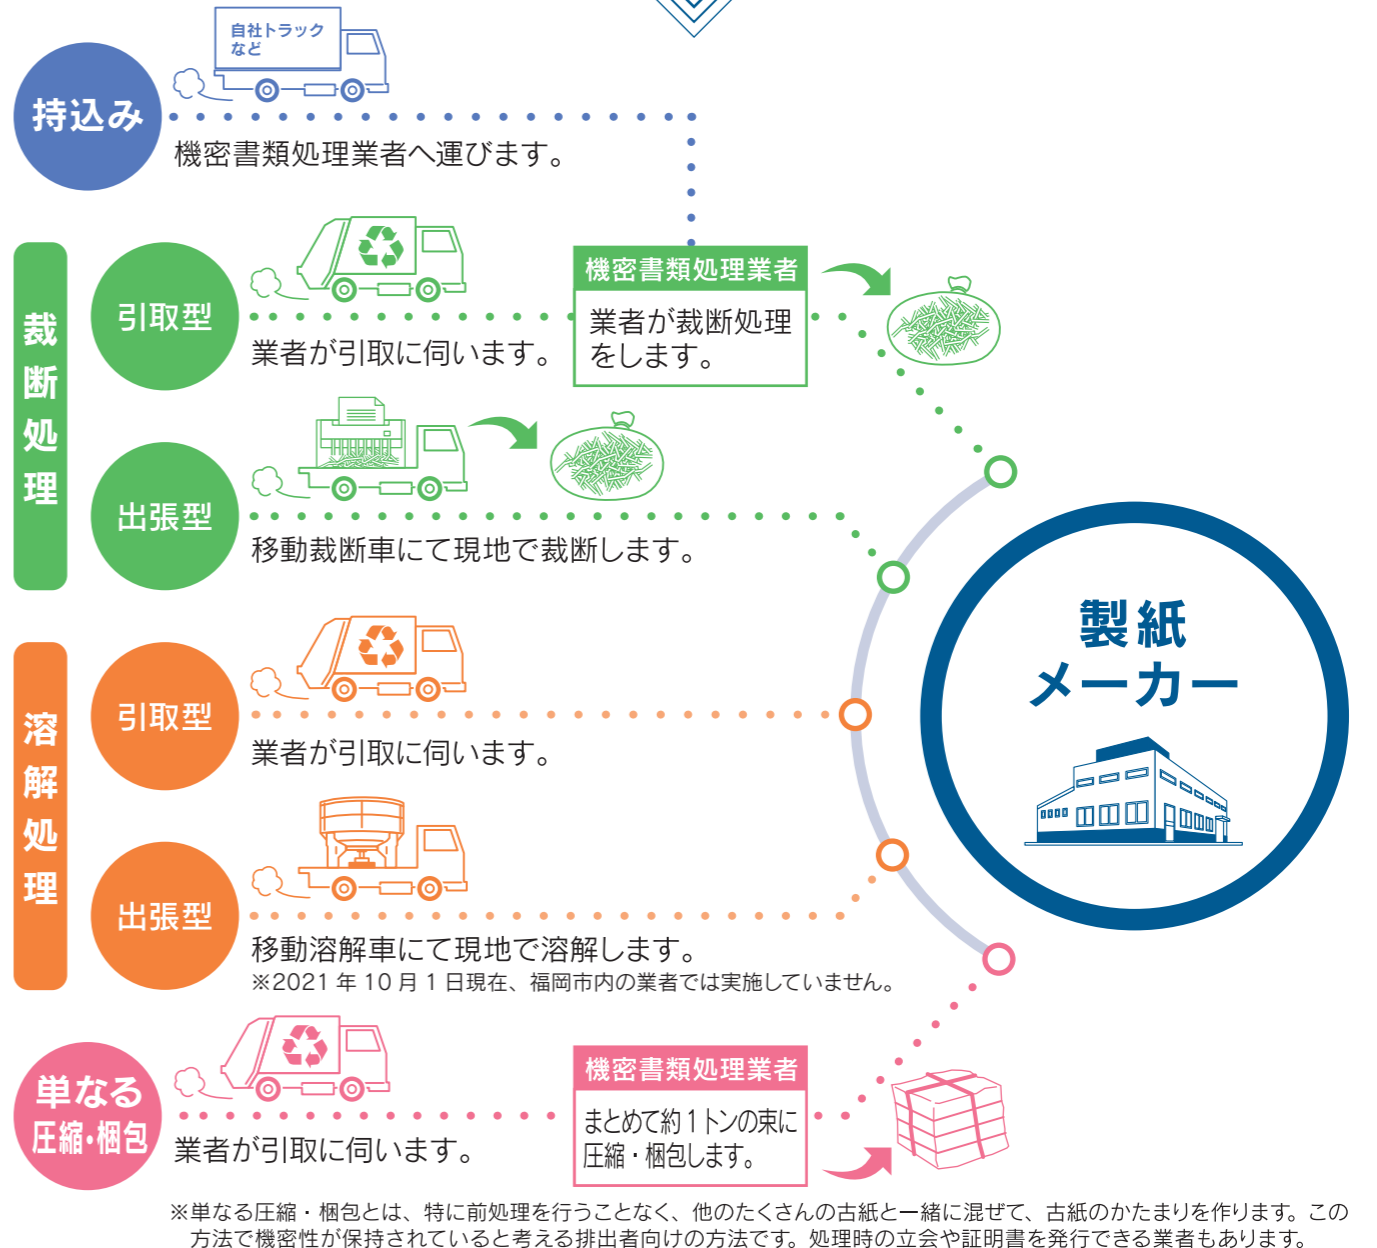 自社トラック
など
持込み
機密書類処理業者へ運びます。
裁断処理
引取型
業者が引取に伺います。
機密書類処理業者
業者が裁断処理
をします。
出張型
移動裁断車にて現地で裁断します。
溶解処理
引取型
業者が引取に伺います。
出張型
移動溶解車にて現地で溶解します。
※2021年10月1日現在、福岡市内の業者では実施していません。
製紙
メーカー
単なる
圧縮・梱包
業者が引取に伺います。
機密書類処理業者
まとめて約1トンの束に
圧縮・梱包します。
※単なる圧縮・梱包とは、特に前処理を行うことなく、他のたくさんの古紙と一緒に混ぜて、古紙のかたまりを作ります。この
方法で機密性が保持されていると考える排出者向けの方法です。処理時の立会や証明書を発行できる業者もあります。